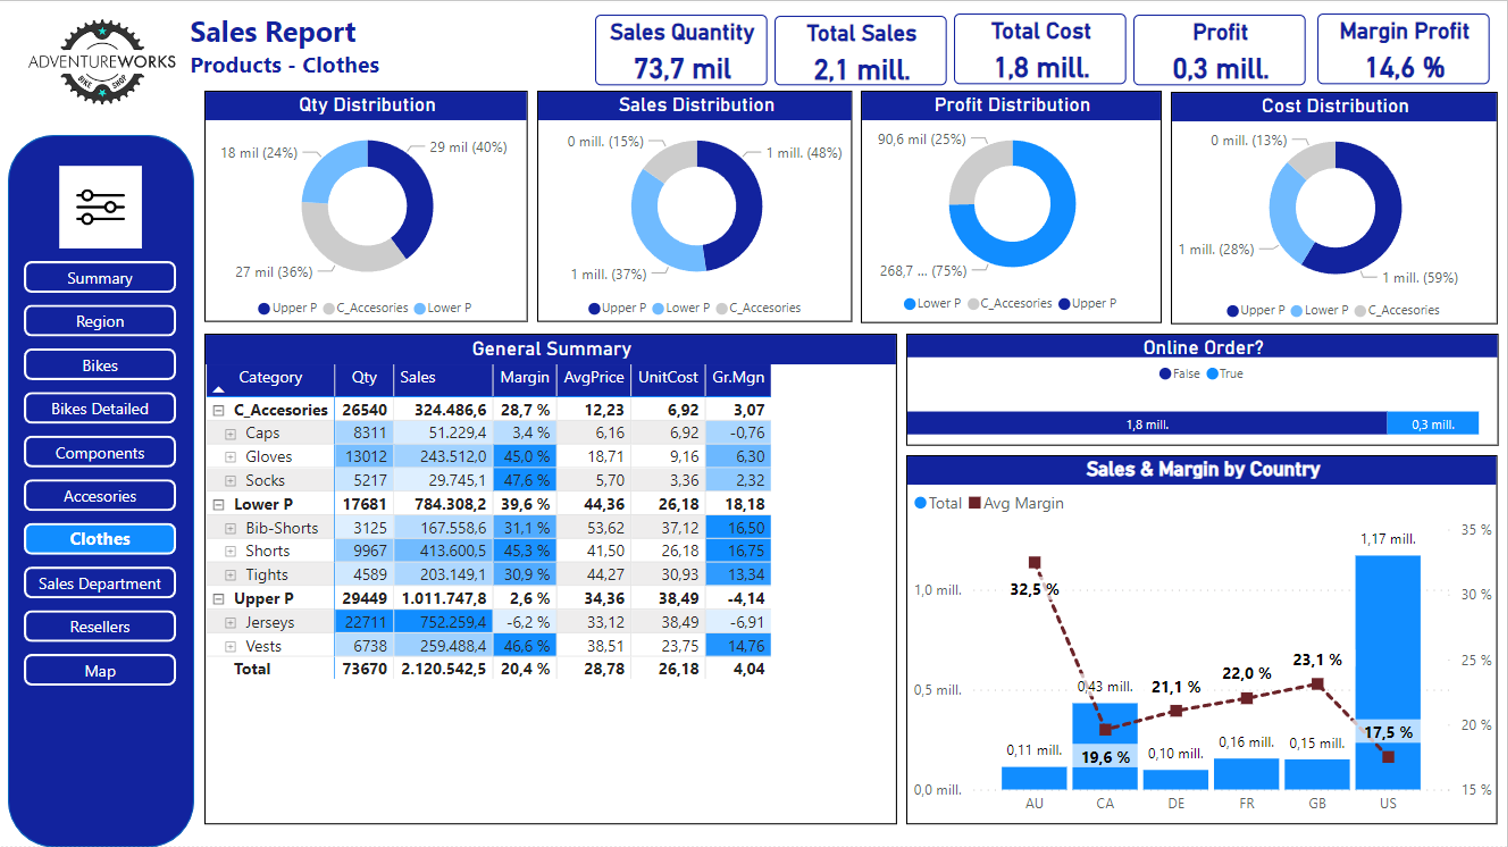 ADVENTUREWORKS
BIKE SHOP
Sales Report
Products - Clothes
Sales Quantity
73,7 mil
Total Sales
2,1 mill.
Total Cost
1,8 mill.
Profit
0,3 mill.
Margin Profit
14,6 %
Summary
Region
Bikes
Bikes Detailed
Components
Accesories
Clothes
Sales Department
Resellers
Map
Qty Distribution
18 mil (24%)
29 mil (40%)
27 mil (36%)
Upper P C_Accesories Lower P
Sales Distribution
0 mill. (15%)
1 mill. (48%)
1 mill. (37%)
Upper P Lower P C_Accesories
Profit Distribution
90,6 mil (25%)
268,7 ... (75%)
Lower P C_Accesories Upper P
Cost Distribution
0 mill. (13%)
1 mill. (28%)
1 mill. (59%)
Upper P Lower P C_Accesories
General Summary
Category Qty Sales Margin AvgPrice UnitCost Gr.Mgn
C_Accesories 26540 324.486,6 28,7 % 12,23 6,92 3,07
Caps 8311 51.229,4 3,4 % 6,16 6,92 -0,76
Gloves 13012 243.512,0 45,0 % 18,71 9,16 6,30
Socks 5217 29.745,1 47,6 % 5,70 3,36 2,32
Lower P 17681 784.308,2 39,6 % 44,36 26,18 18,18
Bib-Shorts 3125 167.558,6 31,1 % 53,62 37,12 16,50
Shorts 9967 413.600,5 45,3 % 41,50 26,18 16,75
Tights 4589 203.149,1 30,9 % 44,27 30,93 13,34
Upper P 29449 1.011.747,8 2,6 % 34,36 38,49 -4,14
Jerseys 22711 752.259,4 -6,2 % 33,12 38,49 -6,91
Vests 6738 259.488,4 46,6 % 38,51 23,75 14,76
Total 73670 2.120.542,5 20,4 % 28,78 26,18 4,04
Online Order?
False True
1,8 mill. 0,3 mill.
Sales & Margin by Country
Total Avg Margin
35 %
1,17 mill.
1,0 mill.
32,5 %
30 %
25 %
23,1 %
22,0 %
21,1 %
0,5 mill.
0,43 mill.
20 %
17,5 %
0,11 mill.
19,6 %
0,10 mill.
0,16 mill.
0,15 mill.
0,0 mill.
15 %
AU CA DE FR GB US